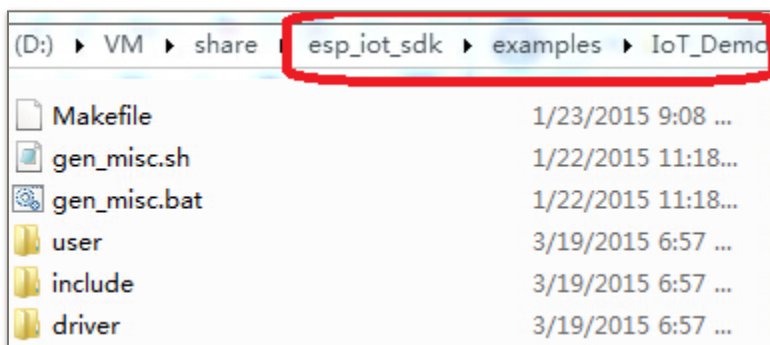 (D:) ▸ VM ▸ share ▸ esp_iot_sdk ▸ examples ▸ IoT_Demo
Makefile 1/23/2015 9:08 ...
gen_misc.sh 1/22/2015 11:18...
gen_misc.bat 1/22/2015 11:18...
user 3/19/2015 6:57 ...
include 3/19/2015 6:57 ...
driver 3/19/2015 6:57 ...